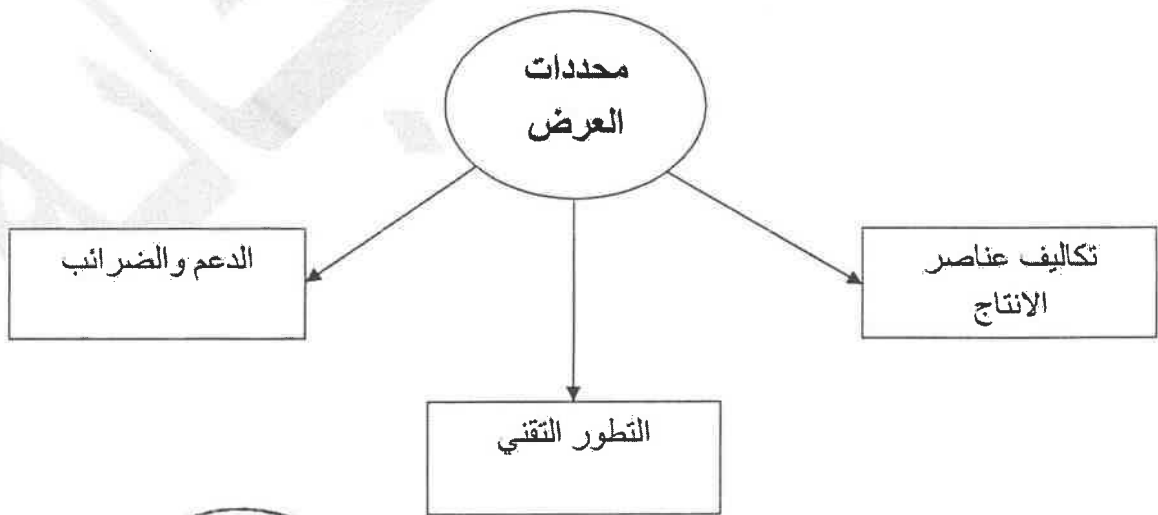 محددات
العرض
تكاليف عناصر
الانتاج
الدعم والضرائب
التطور التقني